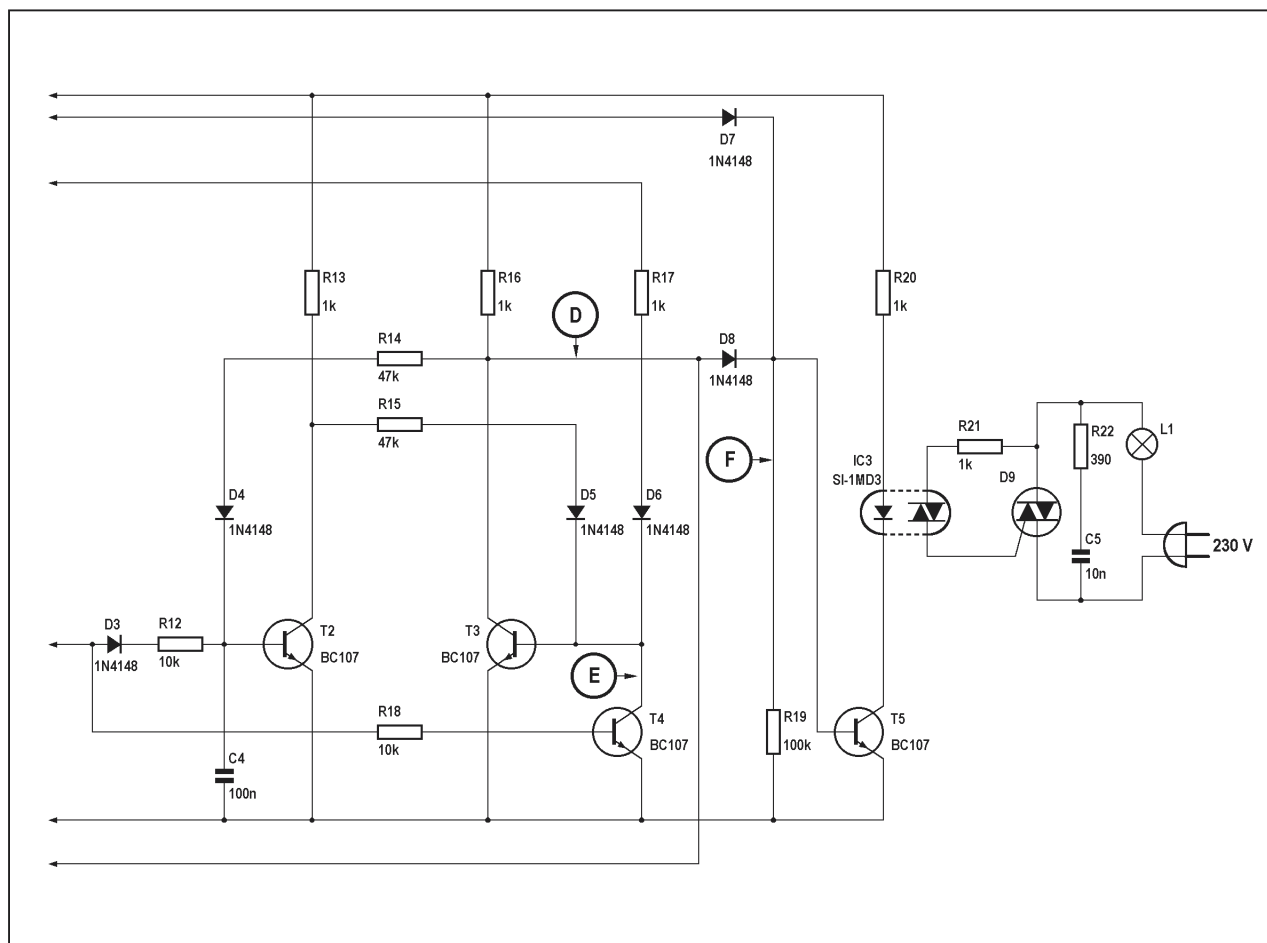 D7
1N4148
R13
1k
R16
1k
R17
1k
R20
1k
D
R14
47k
D8
1N4148
R15
47k
F
R21
1k
R22
390
L1
IC3
SI-1MD3
D9
D4
1N4148
D5
1N4148
D6
1N4148
C5
10n
230 V
D3
1N4148
R12
10k
T2
BC107
T3
BC107
E
R18
10k
T4
BC107
R19
100k
T5
BC107
C4
100n